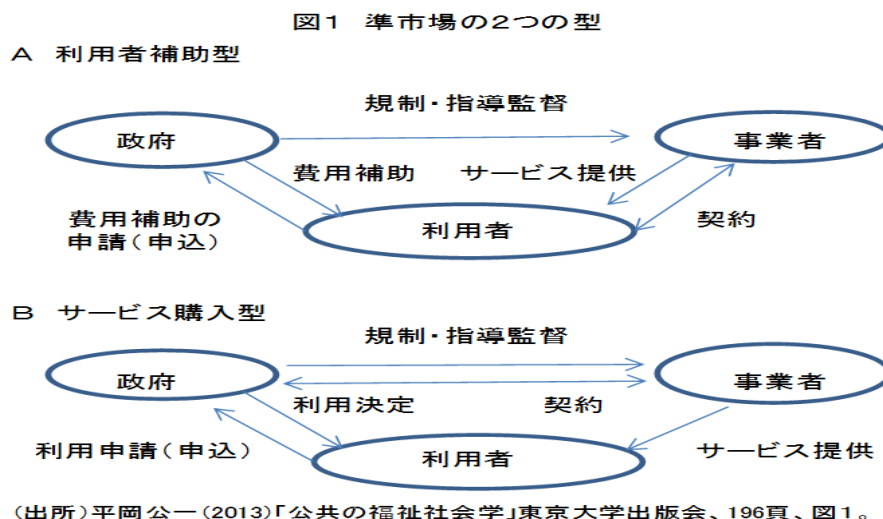 図1 準市場の2つの型
A 利用者補助型
規制・指導監督
政府
事業者
費用補助 サービス提供
費用補助の
申請(申込)
利用者
契約
B サービス購入型
規制・指導監督
政府
事業者
利用決定 契約
利用申請(申込)
利用者
サービス提供
(出所)平岡公一(2013)「公共の福祉社会学」東京大学出版会、196頁、図1。